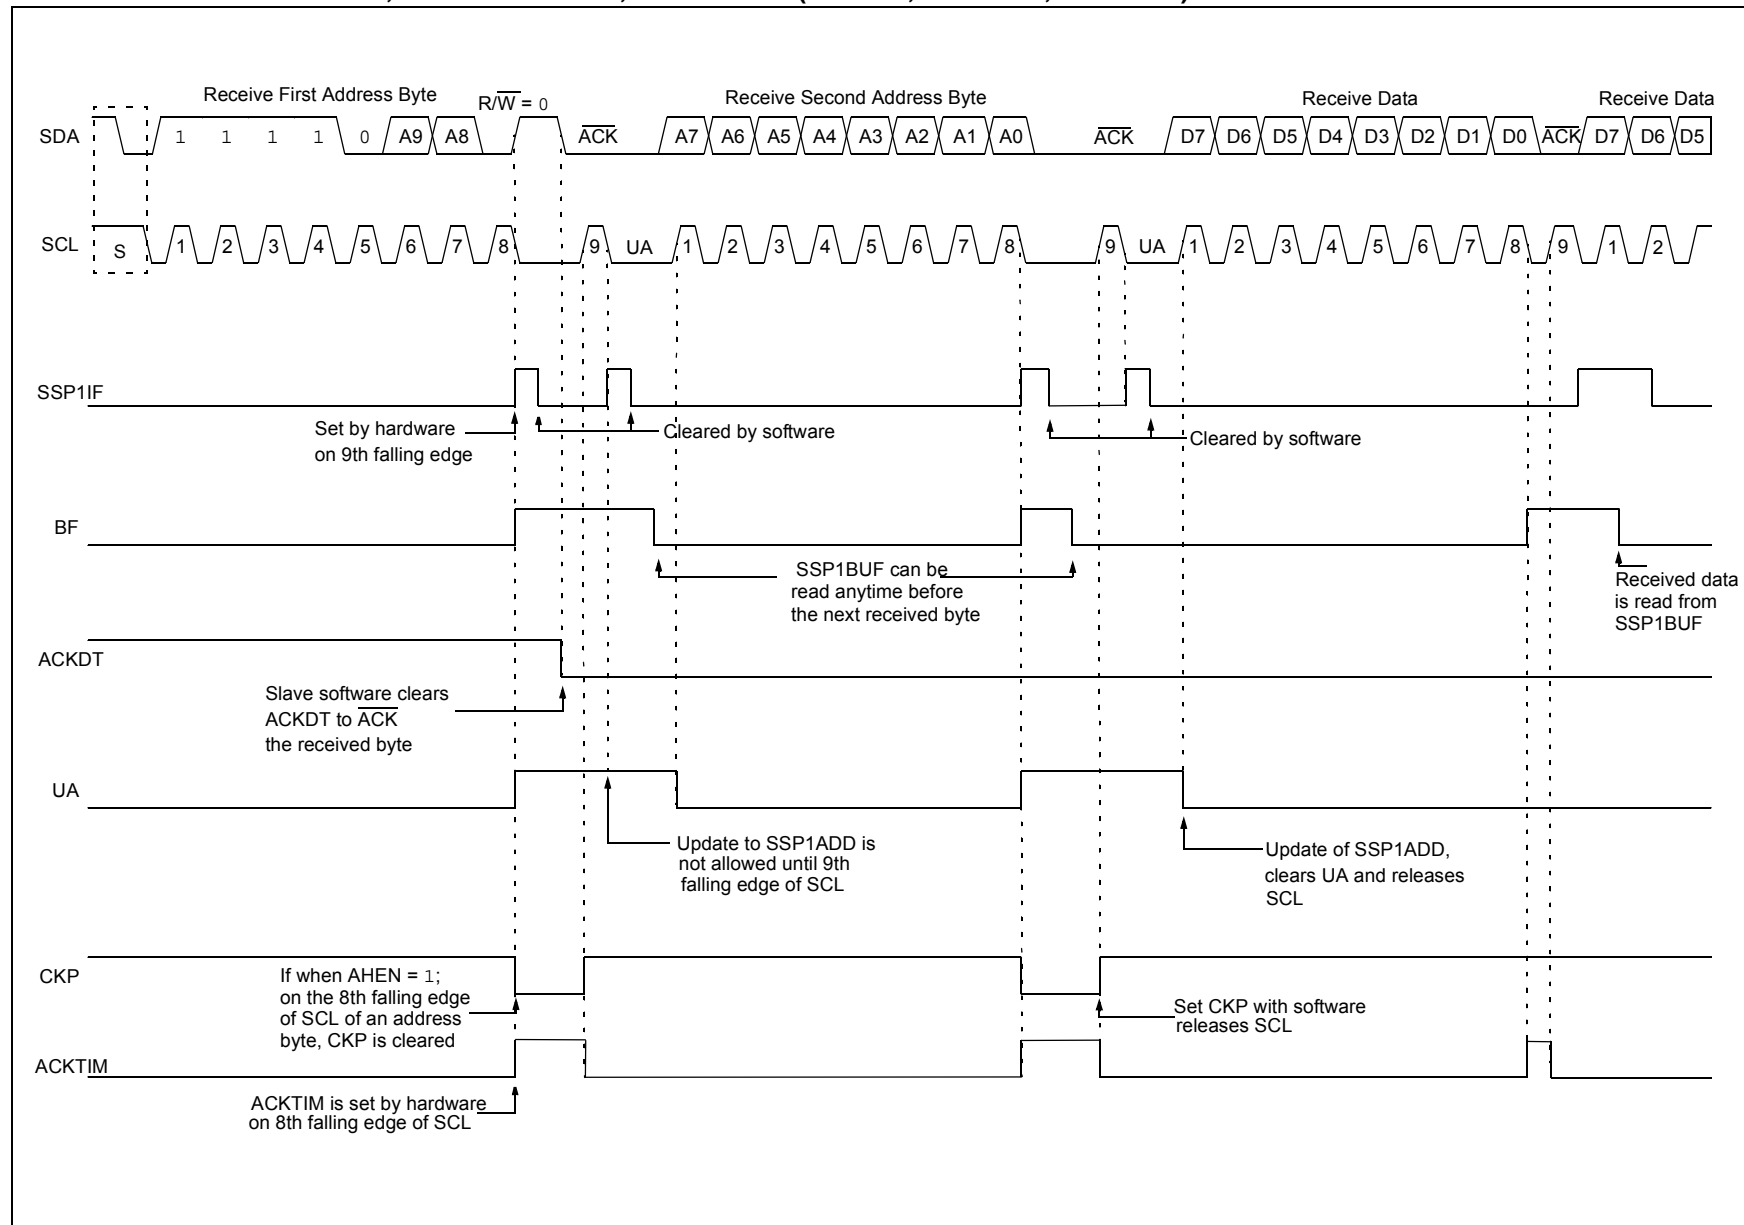 Receive First Address Byte
R/W = 0
Receive Second Address Byte
Receive Data
Receive Data
SDA
1 1 1 1 0 A9 A8
ACK
A7 A6 A5 A4 A3 A2 A1 A0
ACK
D7 D6 D5 D4 D3 D2 D1 D0
ACK
D7 D6 D5
SCL
S
1 2 3 4 5 6 7 8 9 UA
1 2 3 4 5 6 7 8 9 UA
1 2 3 4 5 6 7 8 9
1 2
SSP1IF
Set by hardware
on 9th falling edge
Cleared by software
Cleared by software
BF
SSP1BUF can be
read anytime before
the next received byte
Received data
is read from
SSP1BUF
ACKDT
Slave software clears
ACKDT to ACK
the received byte
UA
Update to SSP1ADD is
not allowed until 9th
falling edge of SCL
Update of SSP1ADD,
clears UA and releases
SCL
CKP
If when AHEN = 1;
on the 8th falling edge
of SCL of an address
byte, CKP is cleared
Set CKP with software
releases SCL
ACKTIM
ACKTIM is set by hardware
on 8th falling edge of SCL